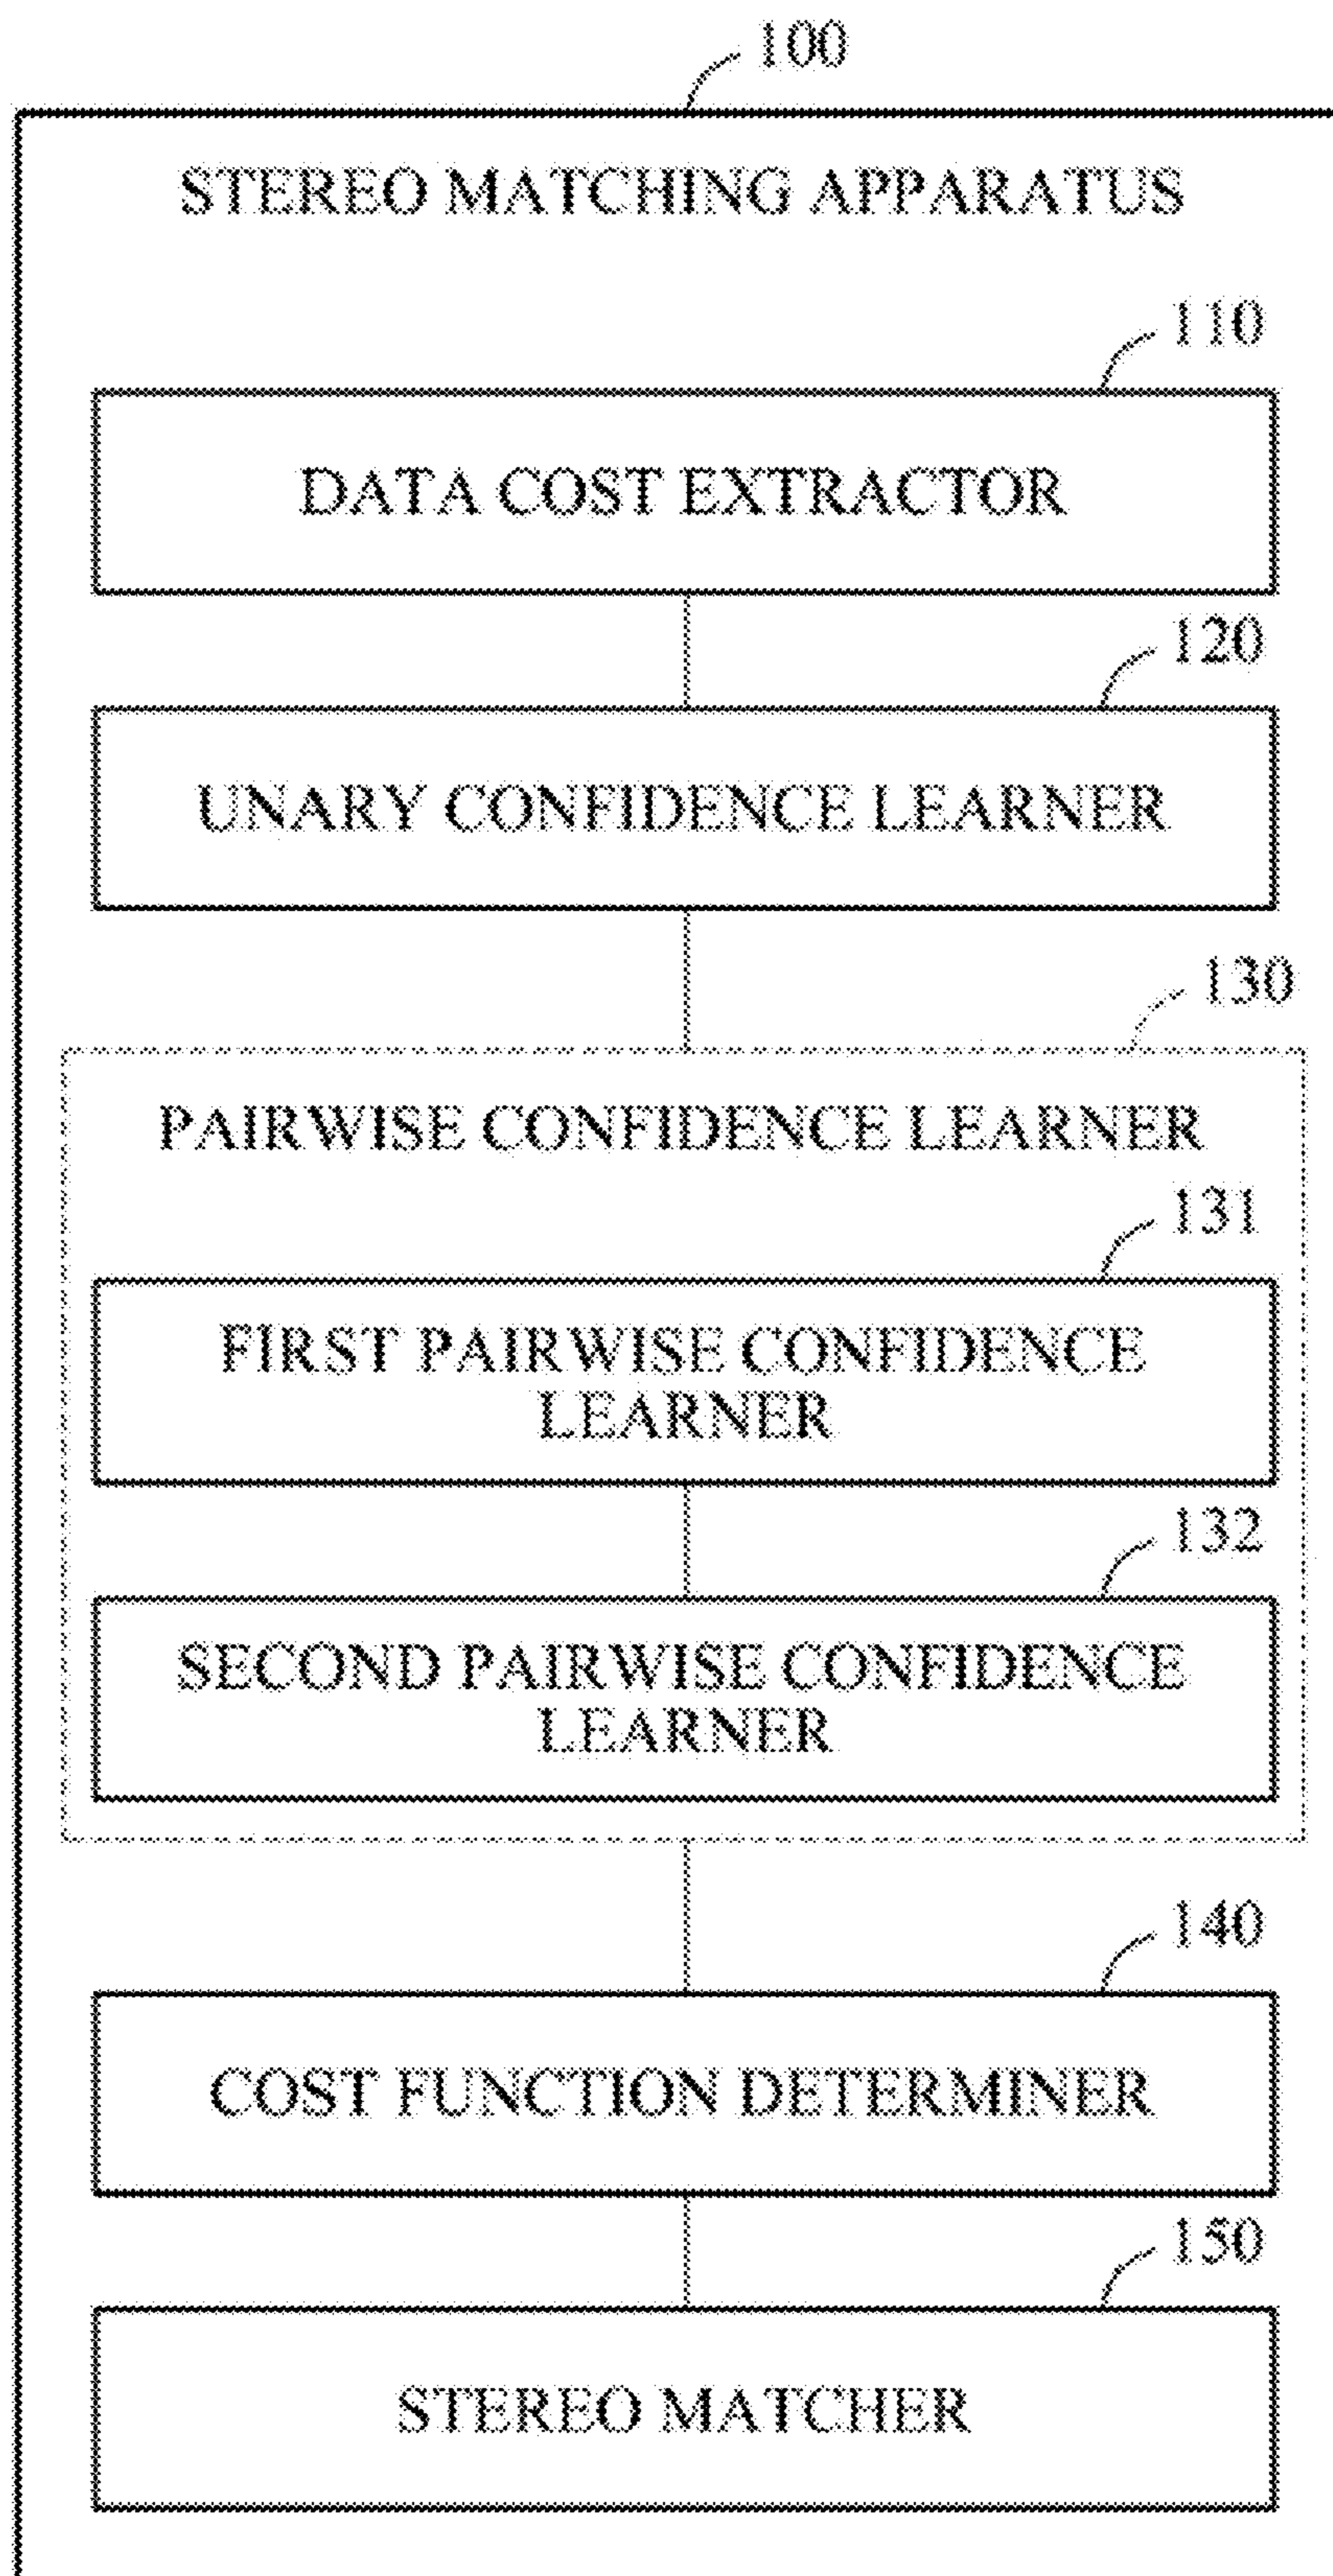 100
STEREO MATCHING APPARATUS
110
DATA COST EXTRACTOR
120
UNARY CONFIDENCE LEARNER
130
PAIRWISE CONFIDENCE LEARNER
131
FIRST PAIRWISE CONFIDENCE
LEARNER
132
SECOND PAIRWISE CONFIDENCE
LEARNER
140
COST FUNCTION DETERMINER
150
STEREO MATCHER